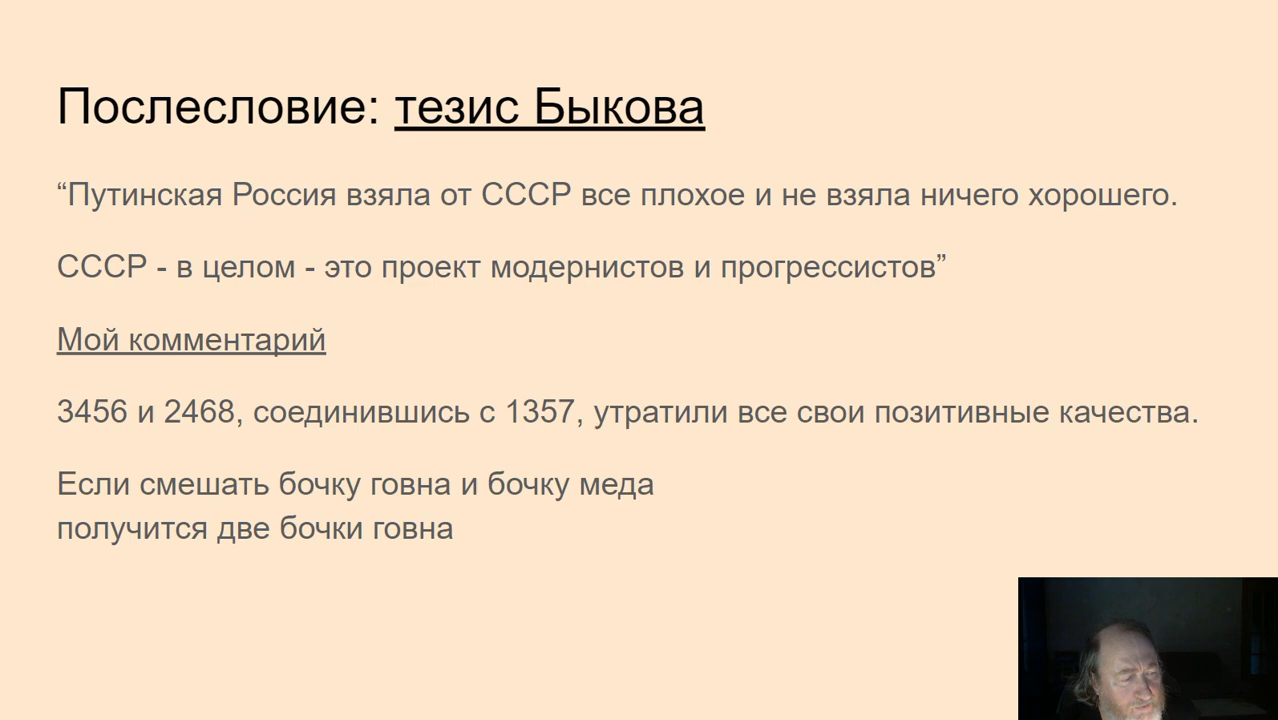 Послесловие: тезис Быкова
“Путинская Россия взяла от СССР все плохое и не взяла ничего хорошего.
СССР - в целом - это проект модернистов и прогрессистов”
Мой комментарий
3456 и 2468, соединившись с 1357, утратили все свои позитивные качества.
Если смешать бочку говна и бочку меда
получится две бочки говна